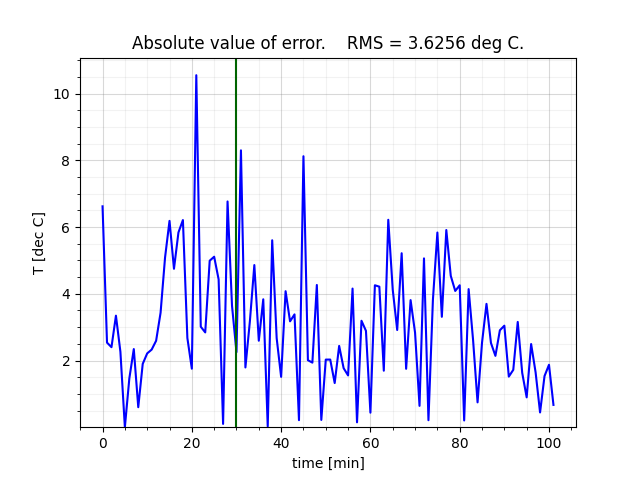 Absolute value of error. RMS = 3.6256 deg C.
10
8
6
4
2
T [dec C]
0 20 40 60 80 100
time [min]